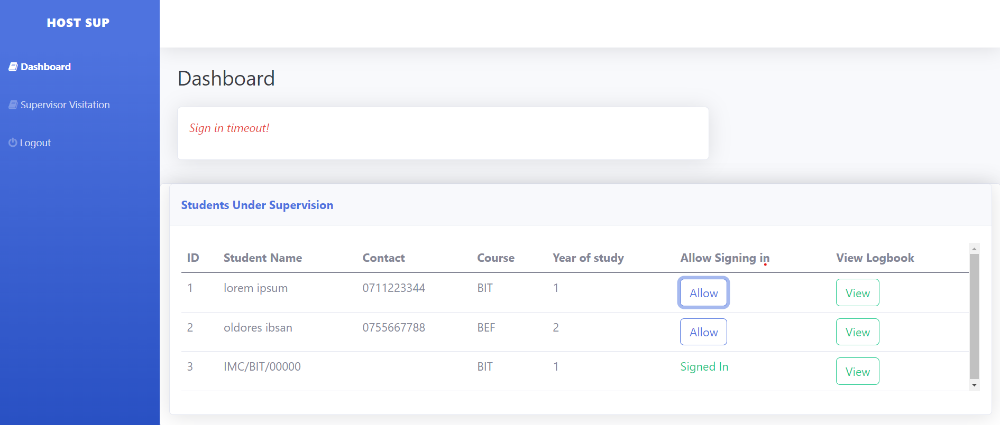 HOST SUP
Dashboard
Supervisor Visitation
Logout
Dashboard
Sign in timeout!
Students Under Supervision
ID Student Name Contact Course Year of study Allow Signing in View Logbook
1 lorem ipsum 0711223344 BIT 1 Allow View
2 oldores ibsan 0755667788 BEF 2 Allow View
3 IMC/BIT/00000 BIT 1 Signed In View